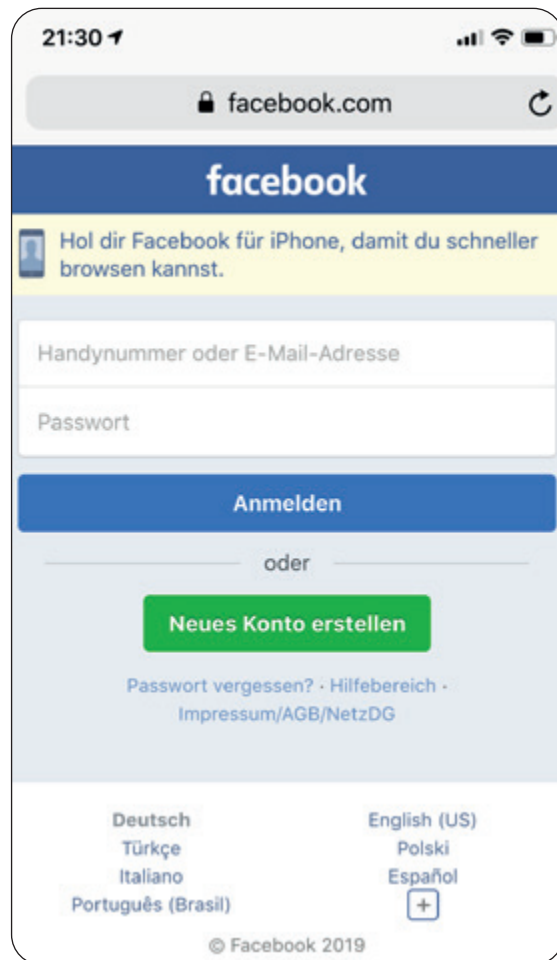 21:30
facebook.com
facebook
Hol dir Facebook für iPhone, damit du schneller
browsen kannst.
Handynummer oder E-Mail-Adresse
Passwort
Anmelden
oder
Neues Konto erstellen
Passwort vergessen? · Hilfebereich ·
Impressum/AGB/NetzDG
Deutsch English (US)
Türkçe Polski
Italiano Español
Português (Brasil) +
© Facebook 2019